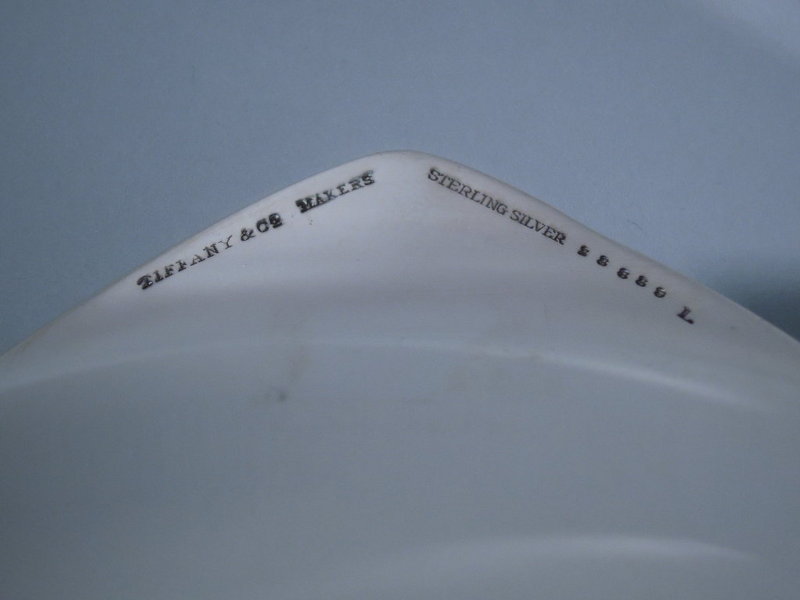 TIFFANY & Co MAKERS
STERLING SILVER L